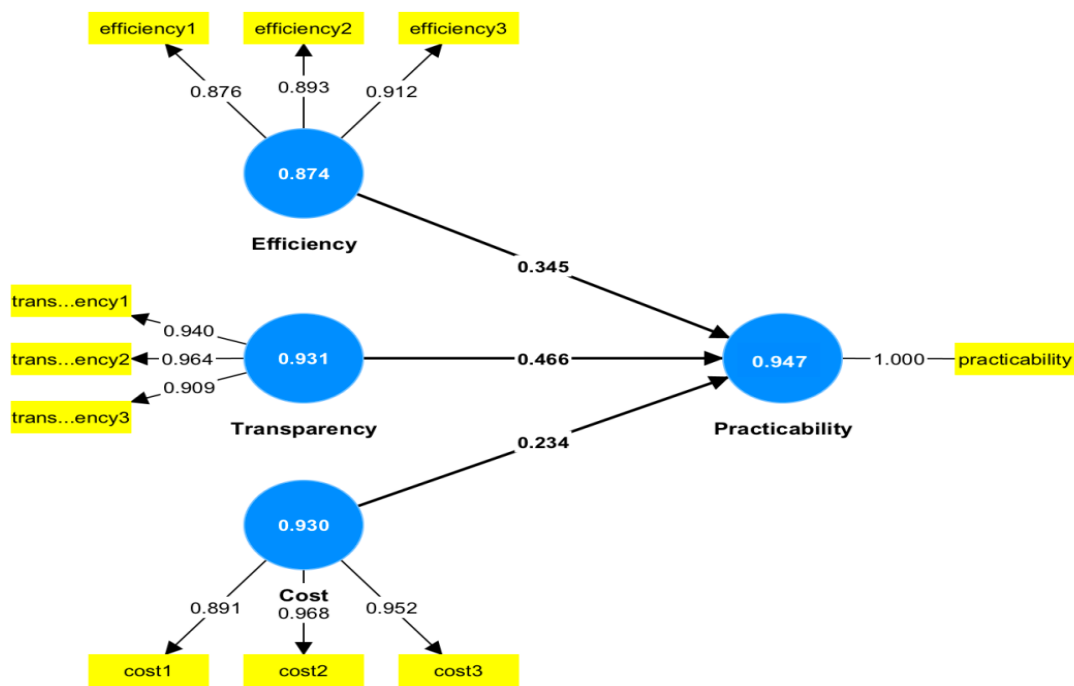 efficiency1 efficiency2 efficiency3
0.876 0.893 0.912
0.874
Efficiency
0.345
trans...ency1
0.940
trans...ency2 0.964 0.931 0.466 0.947 1.000 practicability
0.909
trans...ency3
Transparency Practicability
0.234
0.930
Cost
0.891 0.968 0.952
cost1 cost2 cost3